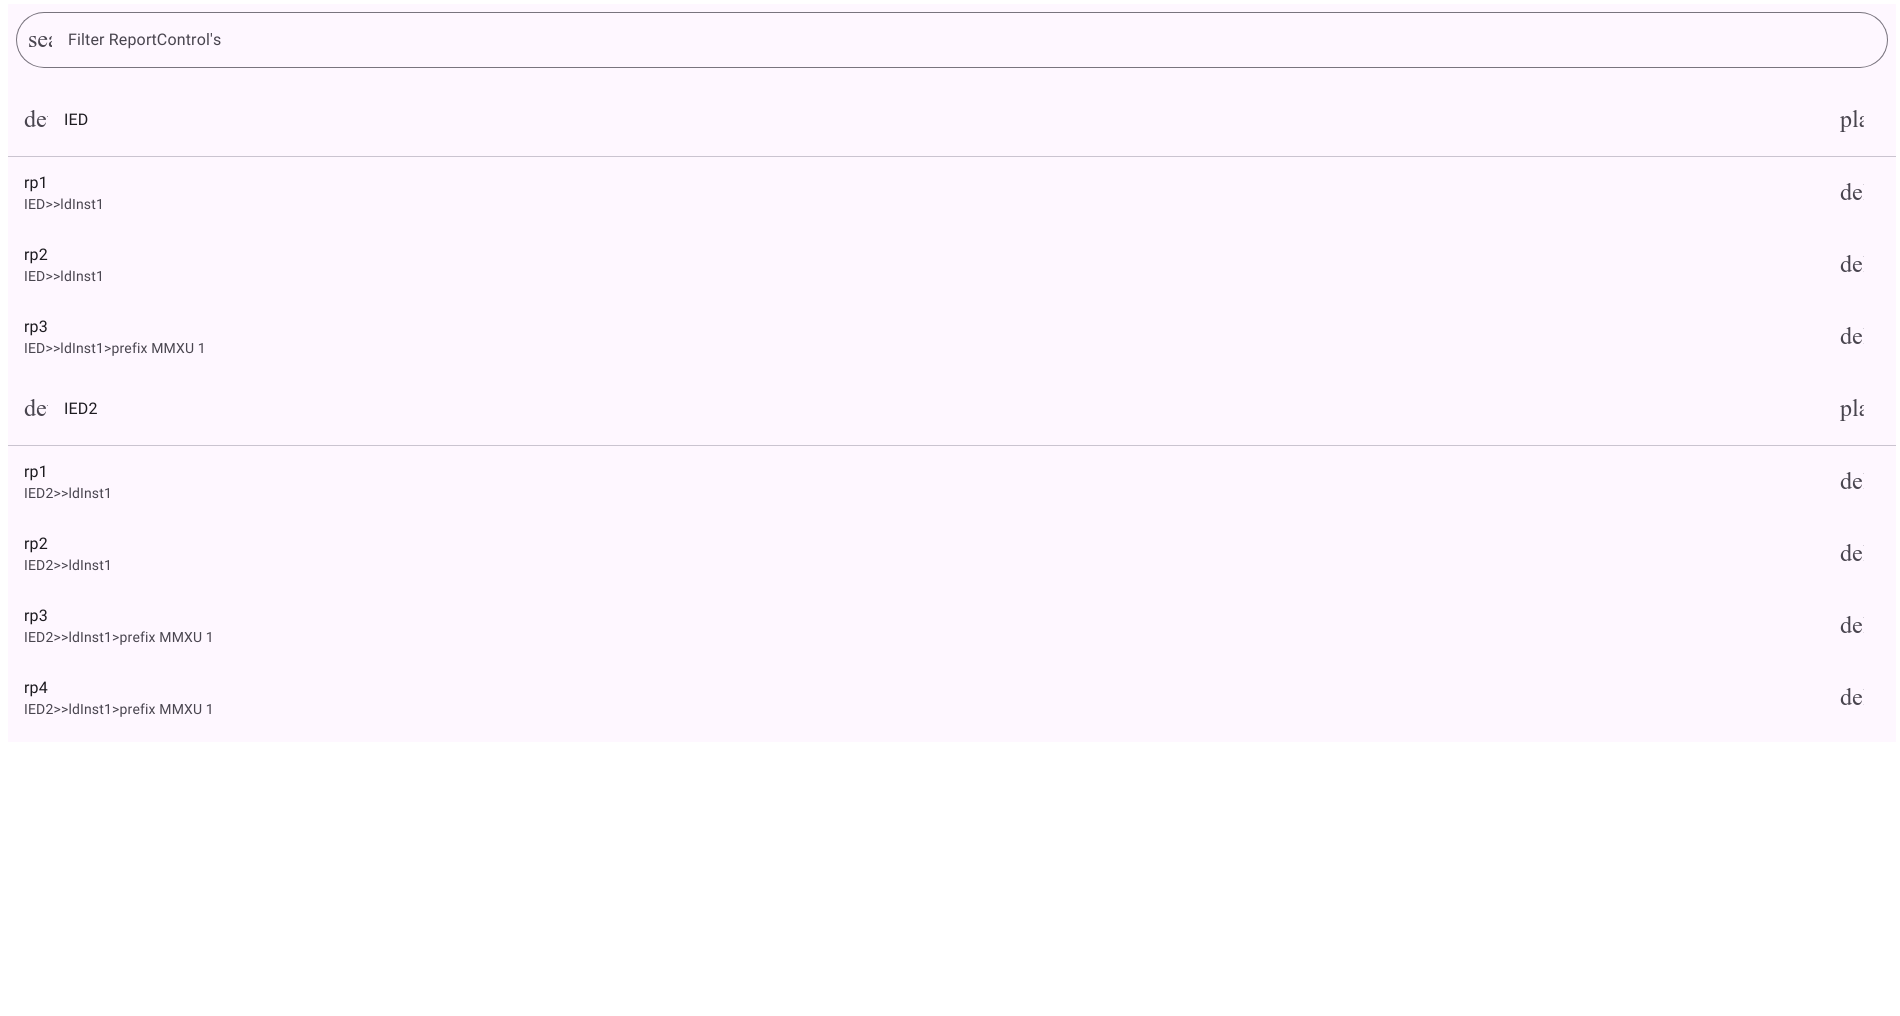 sea Filter ReportControl's
de IED pla
rp1
IED>>ldInst1
de
rp2
IED>>ldInst1
de
rp3
IED>>ldInst1>prefix MMXU 1
de
de IED2 pla
rp1
IED2>>ldInst1
de
rp2
IED2>>ldInst1
de
rp3
IED2>>ldInst1>prefix MMXU 1
de
rp4
IED2>>ldInst1>prefix MMXU 1
de